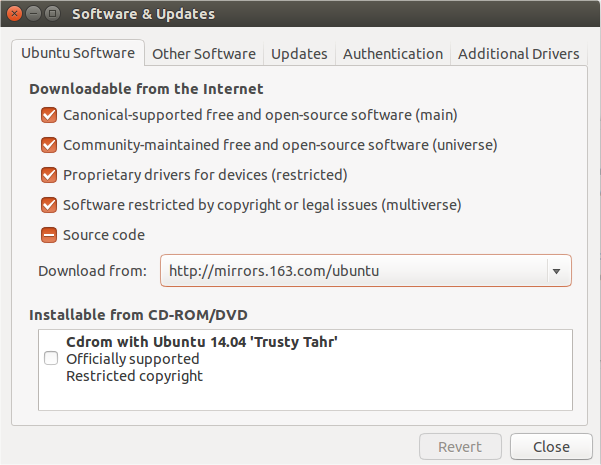 Software & Updates
Ubuntu Software
Other Software
Updates
Authentication
Additional Drivers
Downloadable from the Internet
Canonical-supported free and open-source software (main)
Community-maintained free and open-source software (universe)
Proprietary drivers for devices (restricted)
Software restricted by copyright or legal issues (multiverse)
Source code
Download from: http://mirrors.163.com/ubuntu
Installable from CD-ROM/DVD
Cdrom with Ubuntu 14.04 'Trusty Tahr'
Officially supported
Restricted copyright
Revert
Close